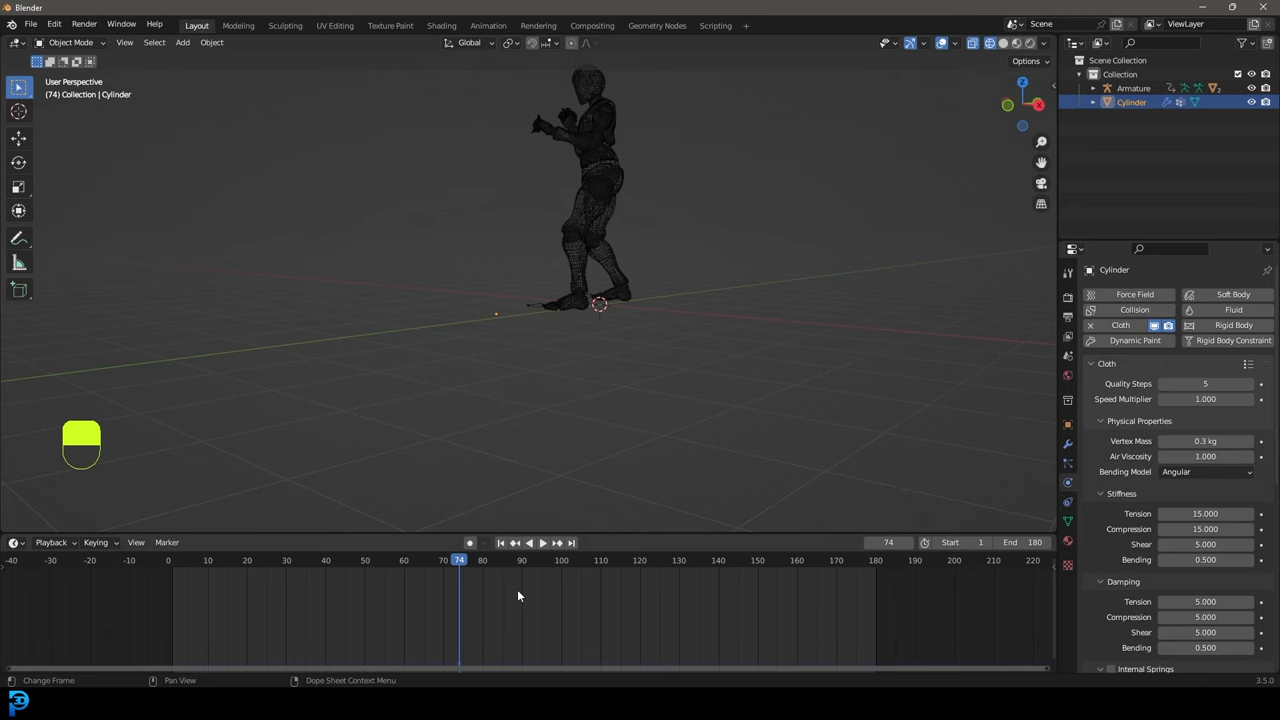 Blender
File Edit Render Window Help
Layout Modeling Sculpting UV Editing Texture Paint Shading Animation Rendering Compositing Geometry Nodes Scripting
Scene
ViewLayer
Object Mode View Select Add Object
Global
Options
User Perspective
(74) Collection | Cylinder
Z
X
Scene Collection
Collection
Armature 2
Cylinder
Cylinder
Force Field Soft Body
Collision Fluid
Cloth Rigid Body
Dynamic Paint Rigid Body Constraint
Cloth
Quality Steps 5
Speed Multiplier 1.000
Physical Properties
Vertex Mass 0.3 kg
Air Viscosity 1.000
Bending Model Angular
Stiffness
Tension 15.000
Compression 15.000
Shear 5.000
Bending 0.500
Damping
Tension 5.000
Compression 5.000
Shear 5.000
Bending 0.500
Internal Springs
Playback Keying View Marker
74 Start 1 End 180
-40 -30 -20 -10 0 10 20 30 40 50 60 70 74 80 90 100 110 120 130 140 150 160 170 180 190 200 210 220
Change Frame Pan View Dope Sheet Context Menu 3.5.0